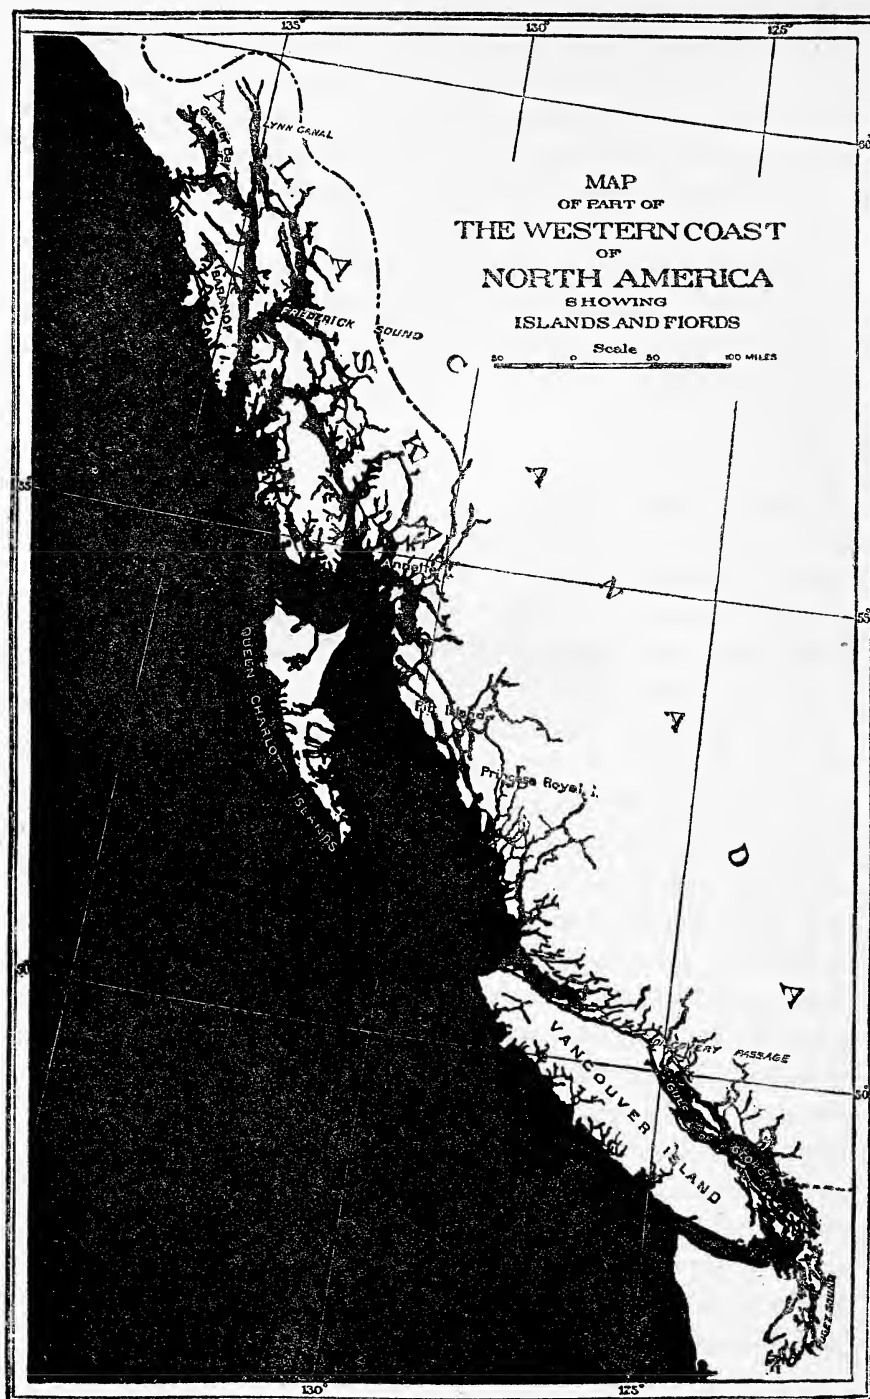 135°
130°
125°
MAP
OF PART OF
THE WESTERN COAST
OF
NORTH AMERICA
SHOWING
ISLANDS AND FIORDS
Scale
50 0 50 100 MILES
60°
ALASKA
Glacier Bay
LYNN CANAL
BARANOF I.
FREDERICK SOUND
CANADA
55°
55°
Annette I.
QUEEN CHARLOTTE ISLANDS
Pitt Island
Princess Royal I.
50°
VANCOUVER ISLAND
DISCOVERY PASSAGE
GULF
GEORGIA
50°
PUGET SOUND
130°
125°